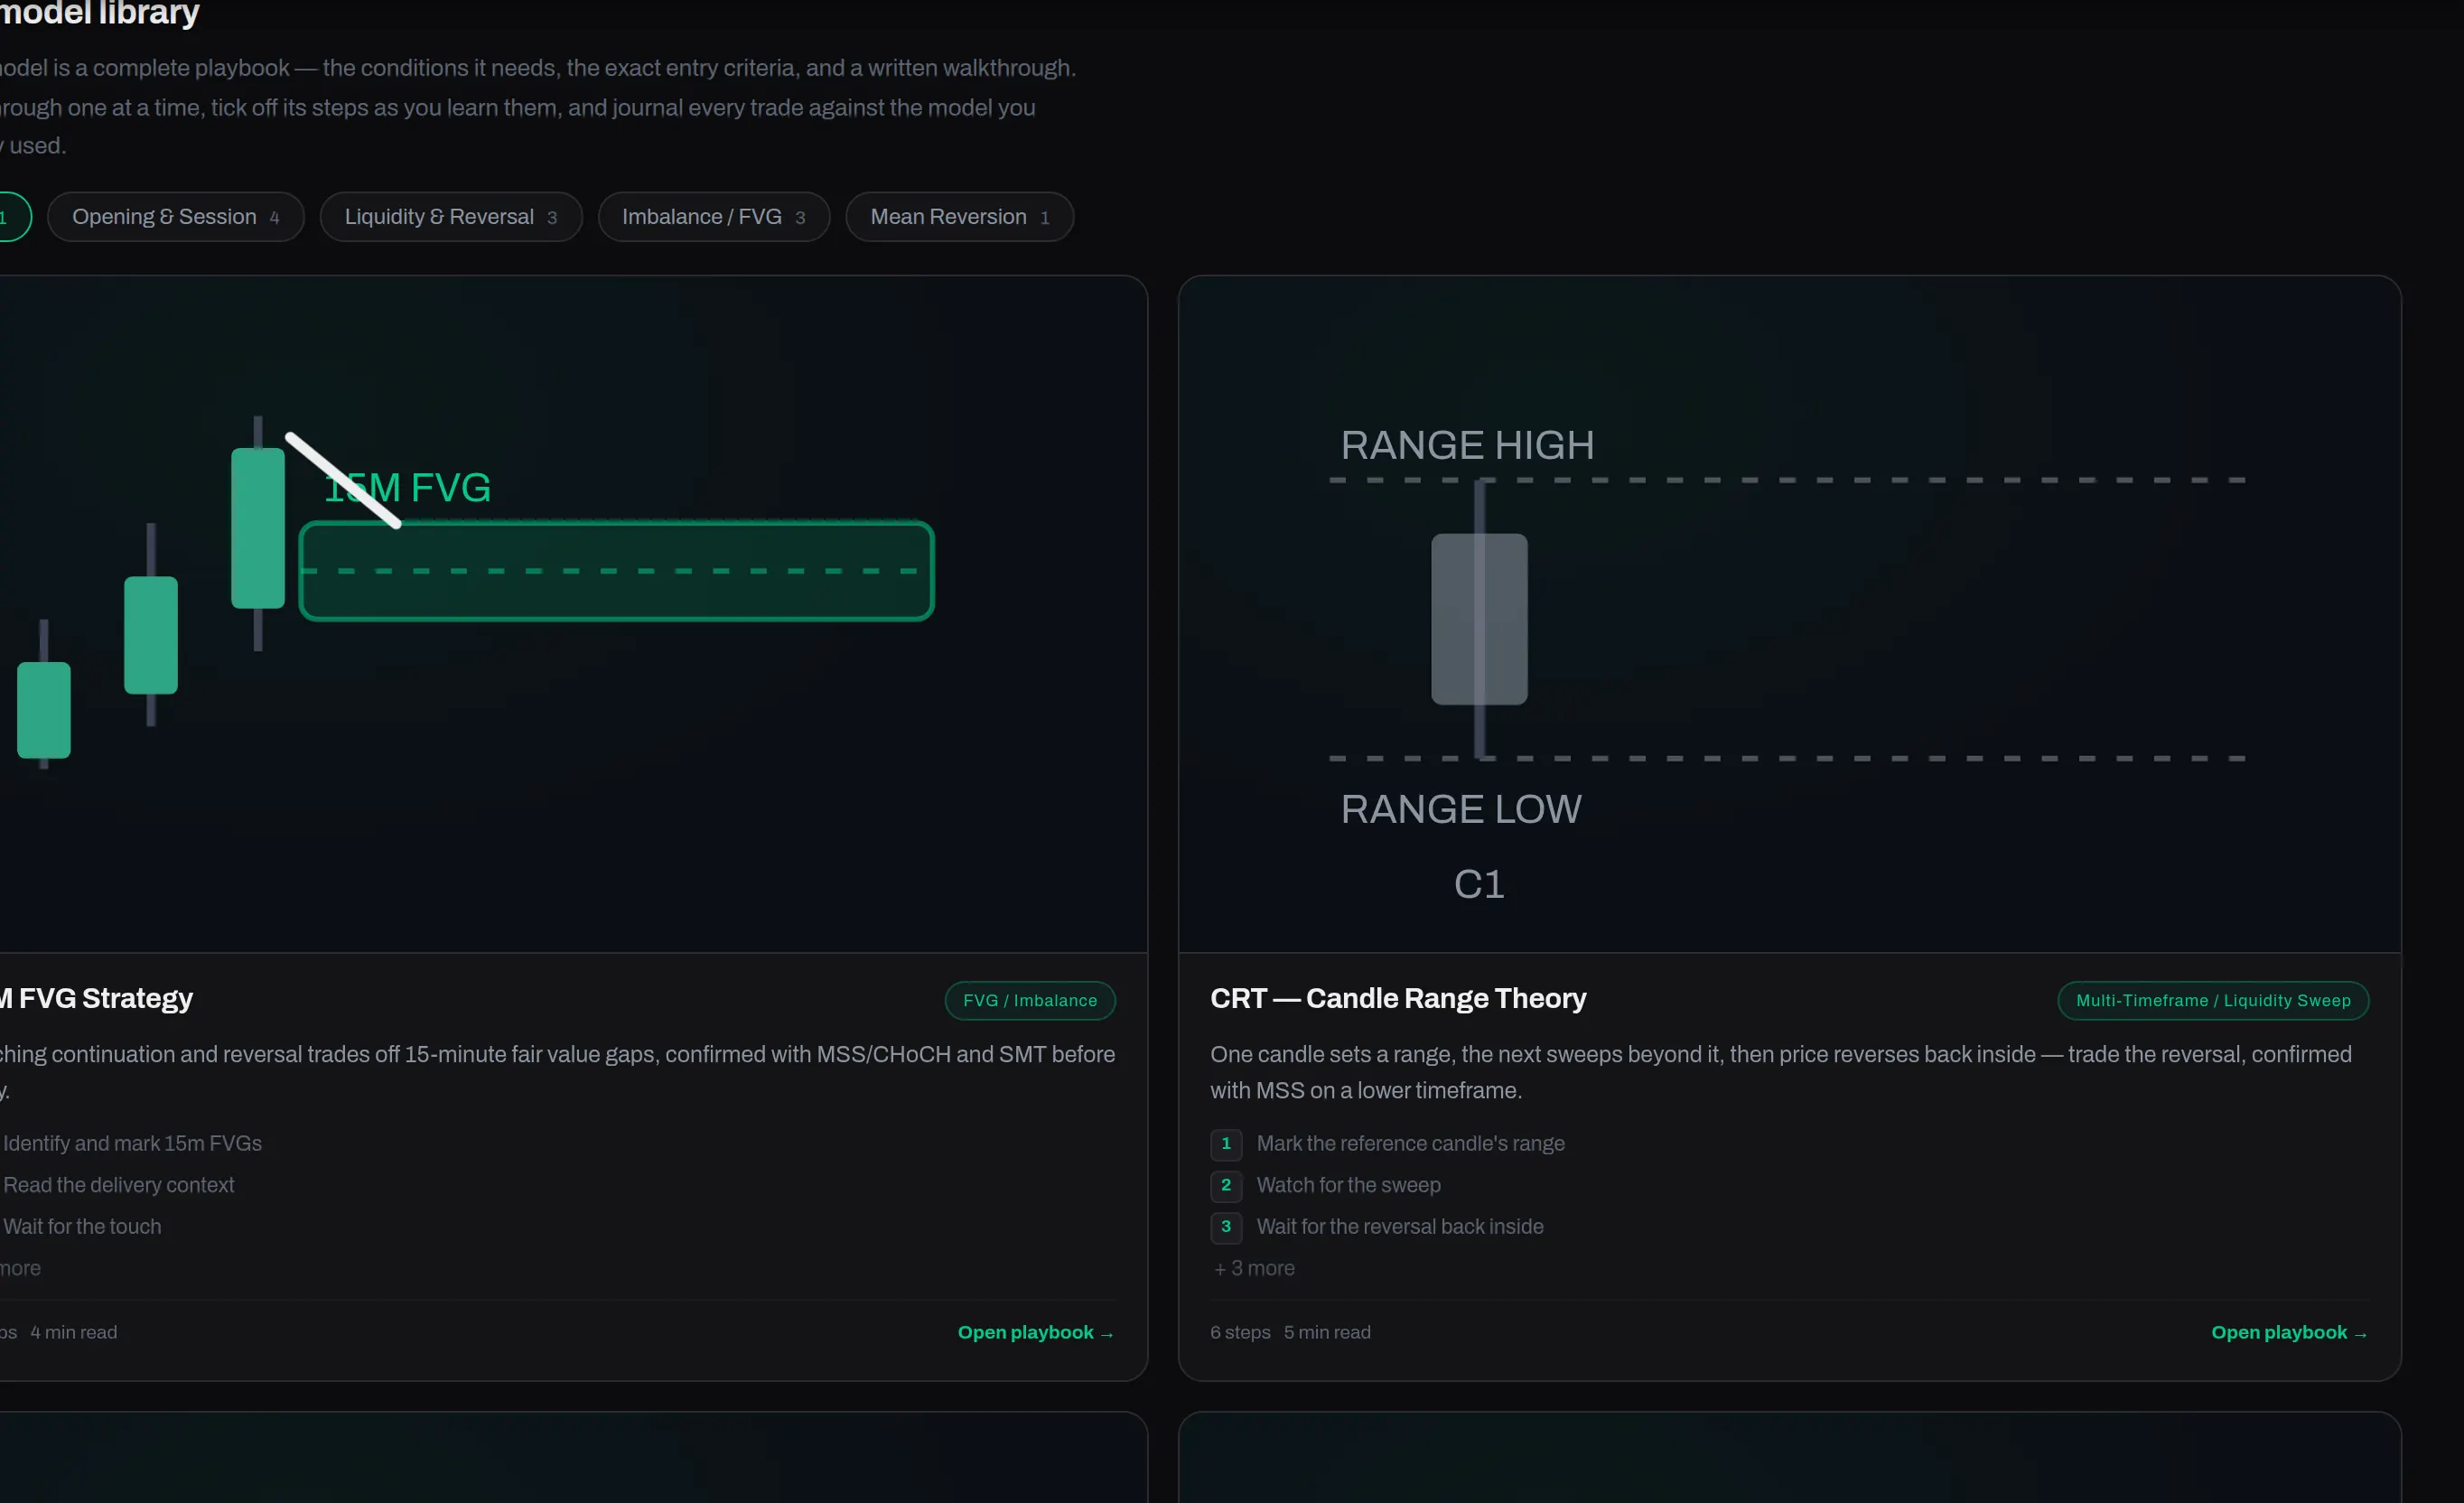 model library
odel is a complete playbook — the conditions it needs, the exact entry criteria, and a written walkthrough.
rough one at a time, tick off its steps as you learn them, and journal every trade against the model you
y used.
1 Opening & Session 4 Liquidity & Reversal 3 Imbalance / FVG 3 Mean Reversion 1
15M FVG
RANGE HIGH
RANGE LOW
C1
M FVG Strategy
FVG / Imbalance
ching continuation and reversal trades off 15-minute fair value gaps, confirmed with MSS/CHoCH and SMT before
y.
Identify and mark 15m FVGs
Read the delivery context
Wait for the touch
more
ps 4 min read
Open playbook →
CRT — Candle Range Theory
Multi-Timeframe / Liquidity Sweep
One candle sets a range, the next sweeps beyond it, then price reverses back inside — trade the reversal, confirmed
with MSS on a lower timeframe.
1 Mark the reference candle's range
2 Watch for the sweep
3 Wait for the reversal back inside
+ 3 more
6 steps 5 min read
Open playbook →